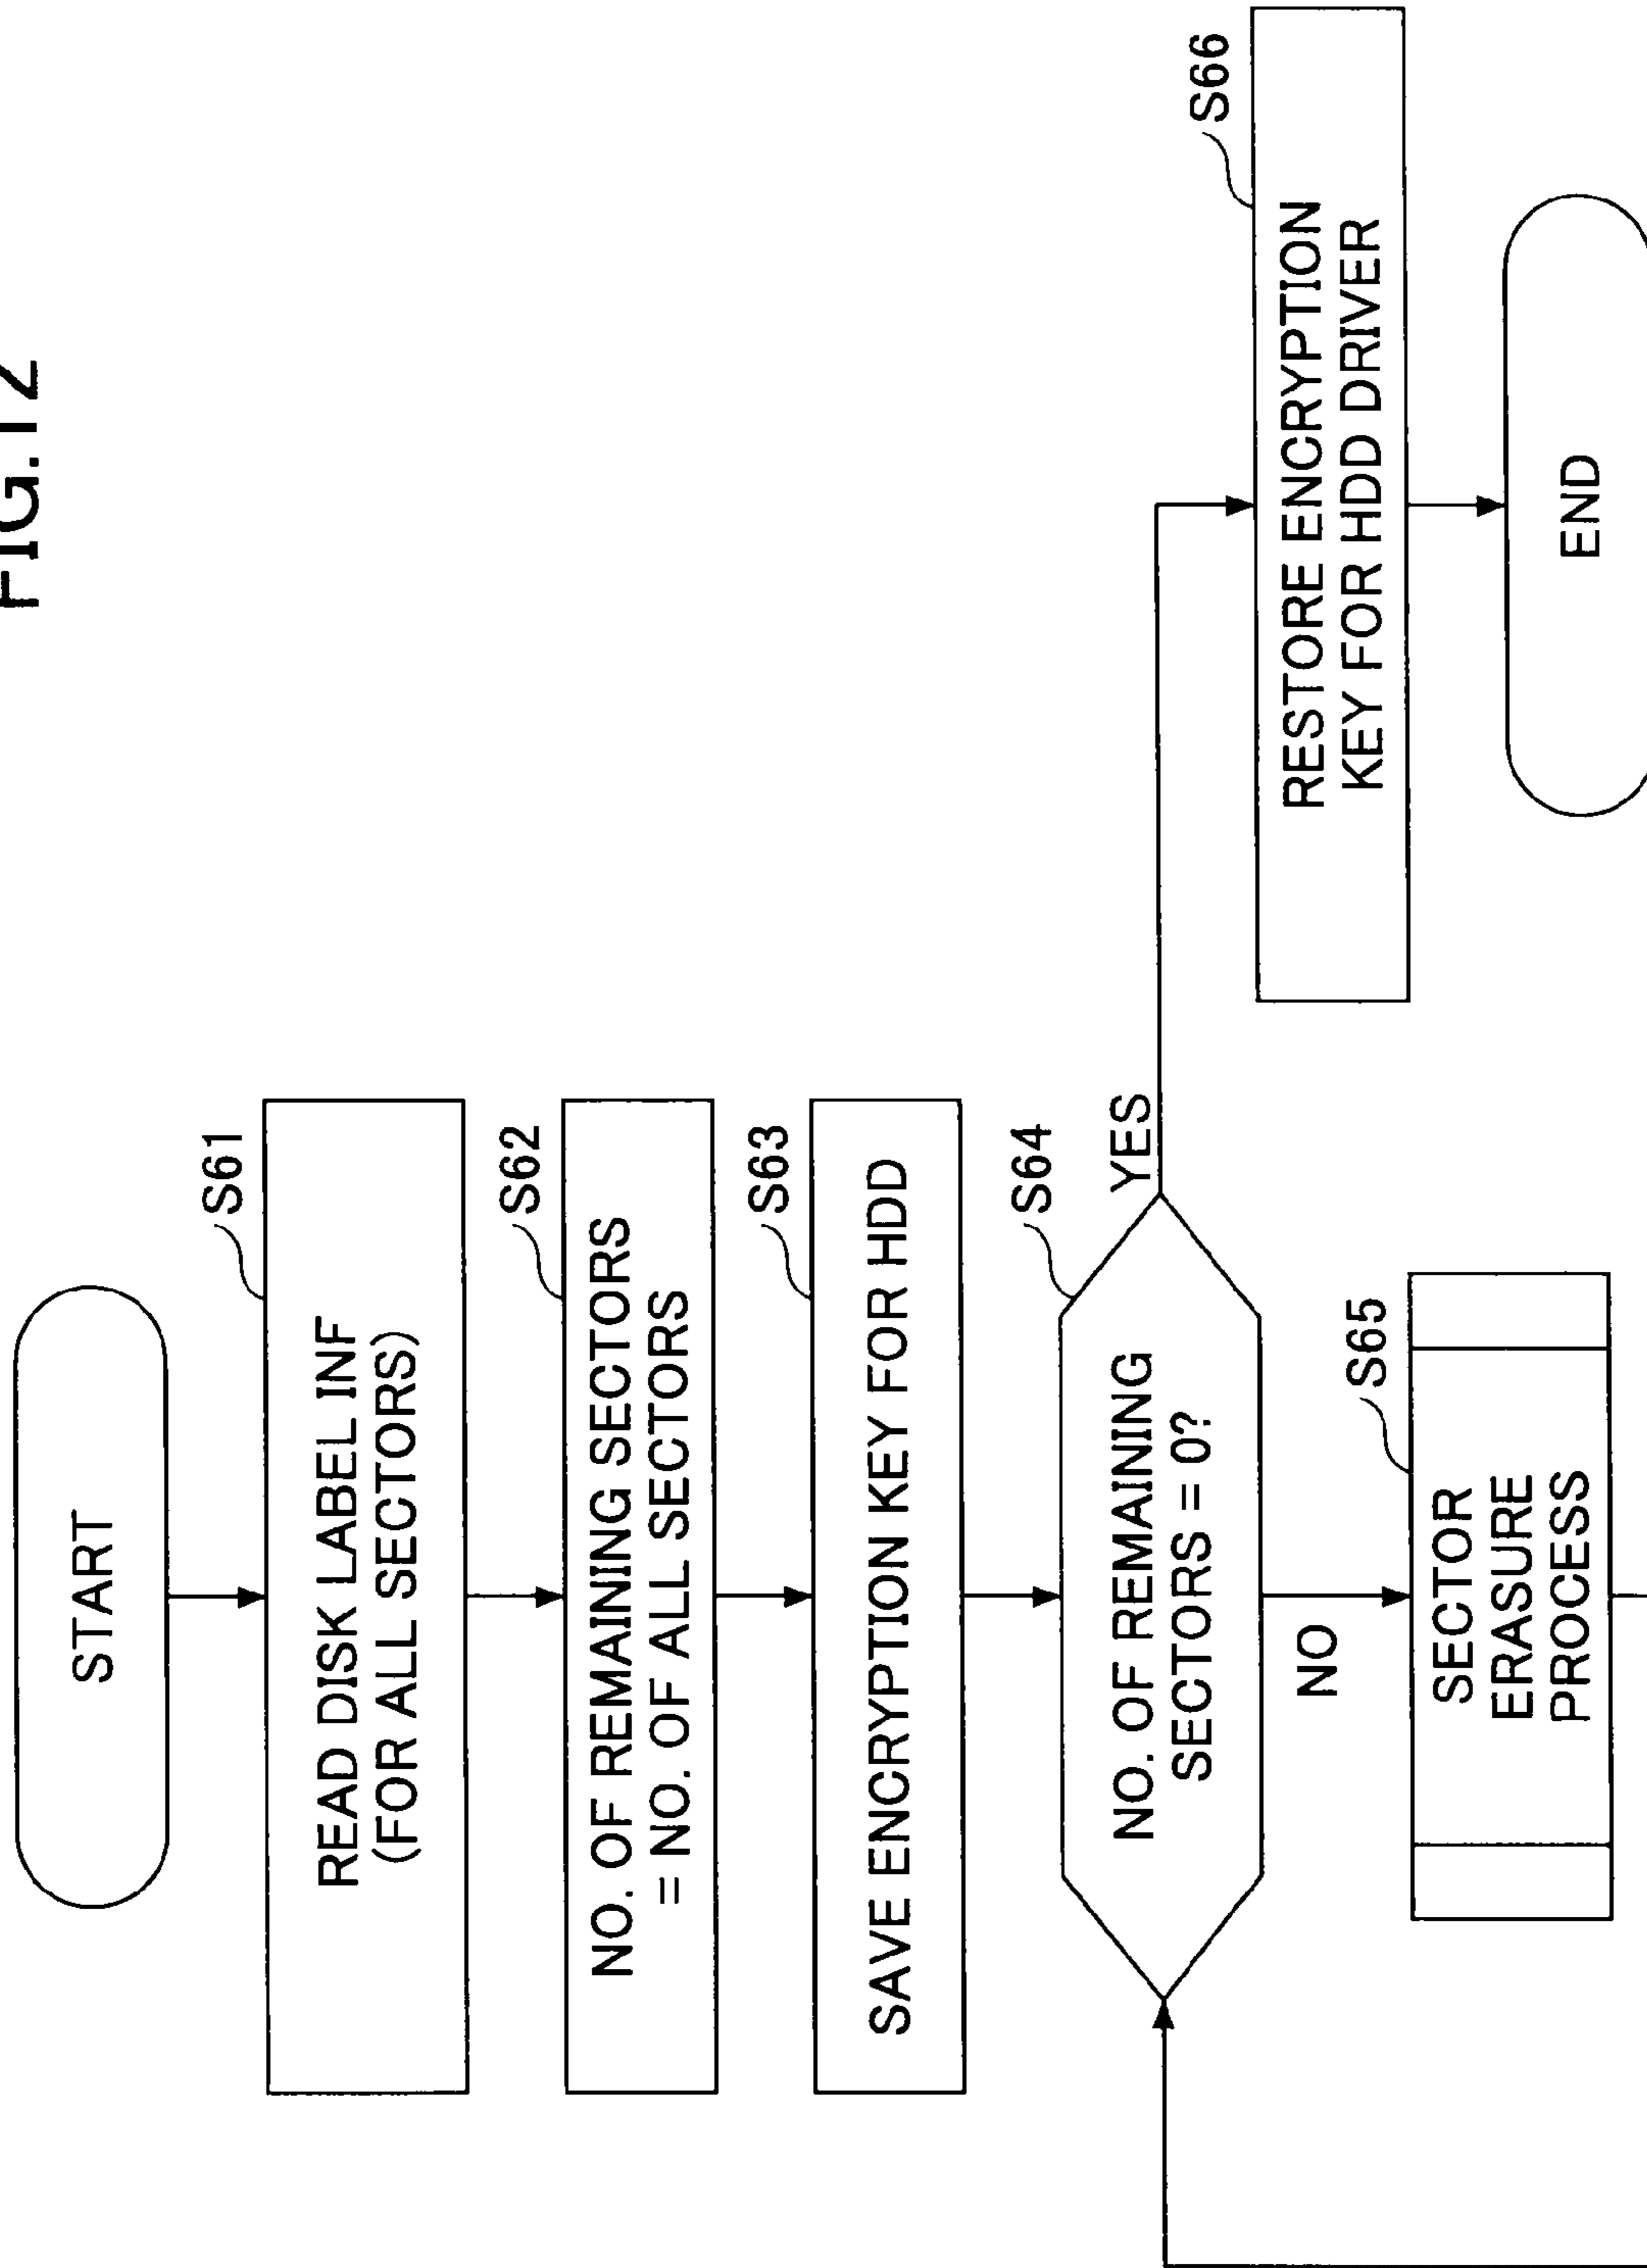 FIG.12
START
S61
READ DISK LABEL INF
(FOR ALL SECTORS)
S62
NO. OF REMAINING SECTORS
= NO. OF ALL SECTORS
S63
SAVE ENCRYPTION KEY FOR HDD
S64
NO. OF REMAINING
SECTORS = 0?
YES
NO
S65
SECTOR
ERASURE
PROCESS
S66
RESTORE ENCRYPTION
KEY FOR HDD DRIVER
END